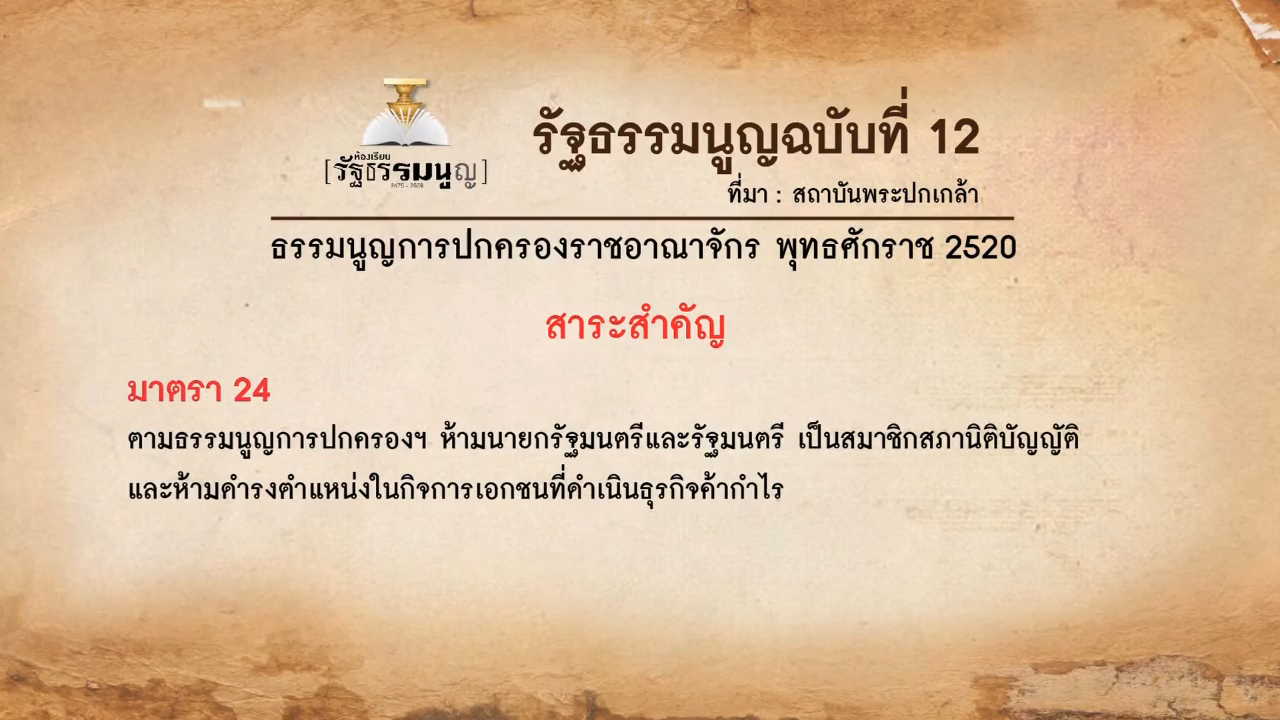 ห้องเรียน
[รัฐธรรมนูญ]
2475 - 2559
รัฐธรรมนูญฉบับที่ 12
ที่มา : สถาบันพระปกเกล้า
ธรรมนูญการปกครองราชอาณาจักร พุทธศักราช 2520
สาระสำคัญ
มาตรา 24
ตามธรรมนูญการปกครองฯ ห้ามนายกรัฐมนตรีและรัฐมนตรี เป็นสมาชิกสภานิติบัญญัติ
และห้ามดำรงตำแหน่งในกิจการเอกชนที่ดำเนินธุรกิจค้ากำไร